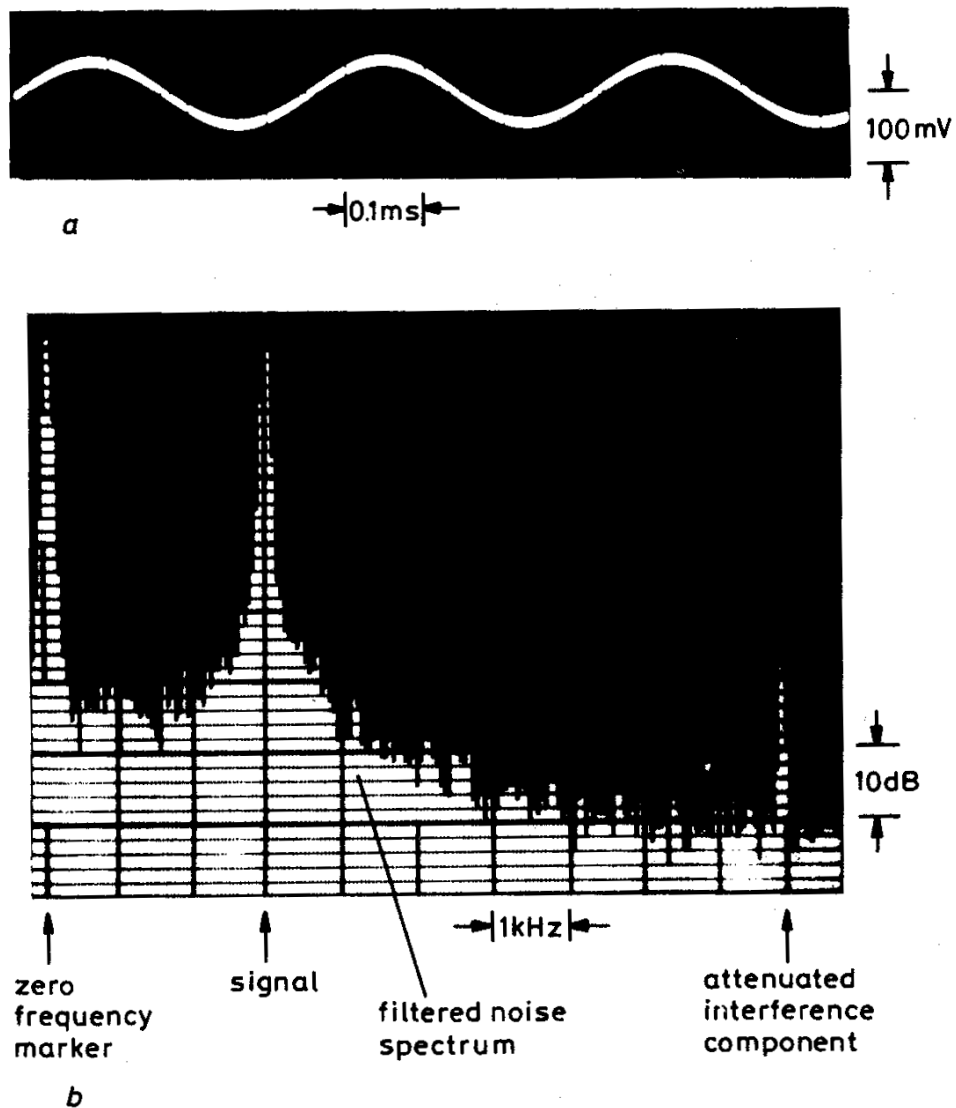 100 mV
0.1ms
a
10dB
1kHz
zero
frequency
marker
signal
filtered noise
spectrum
attenuated
interference
component
b